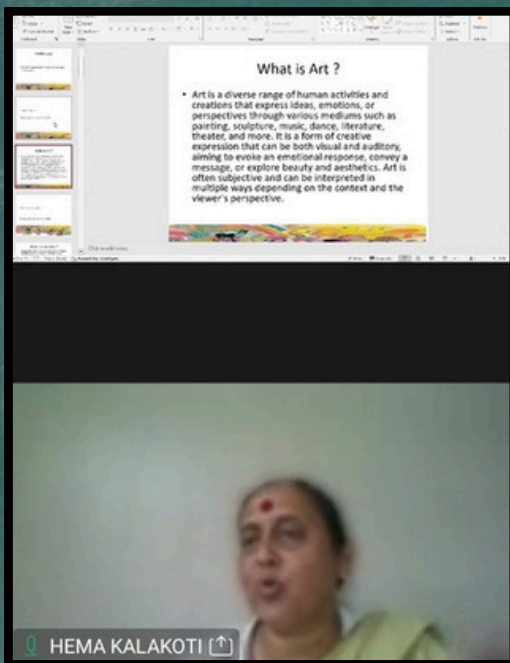 What is Art ?
• Art is a diverse range of human activities and
creations that express ideas, emotions, or
perspectives through various mediums such as
painting, sculpture, music, dance, literature,
theater, and more. It is a form of creative
expression that can be both visual and auditory,
aiming to evoke an emotional response, convey a
message, or explore beauty and aesthetics. Art is
often subjective and can be interpreted in
multiple ways depending on the context and the
viewer's perspective.
Click to add notes
HEMA KALAKOTI